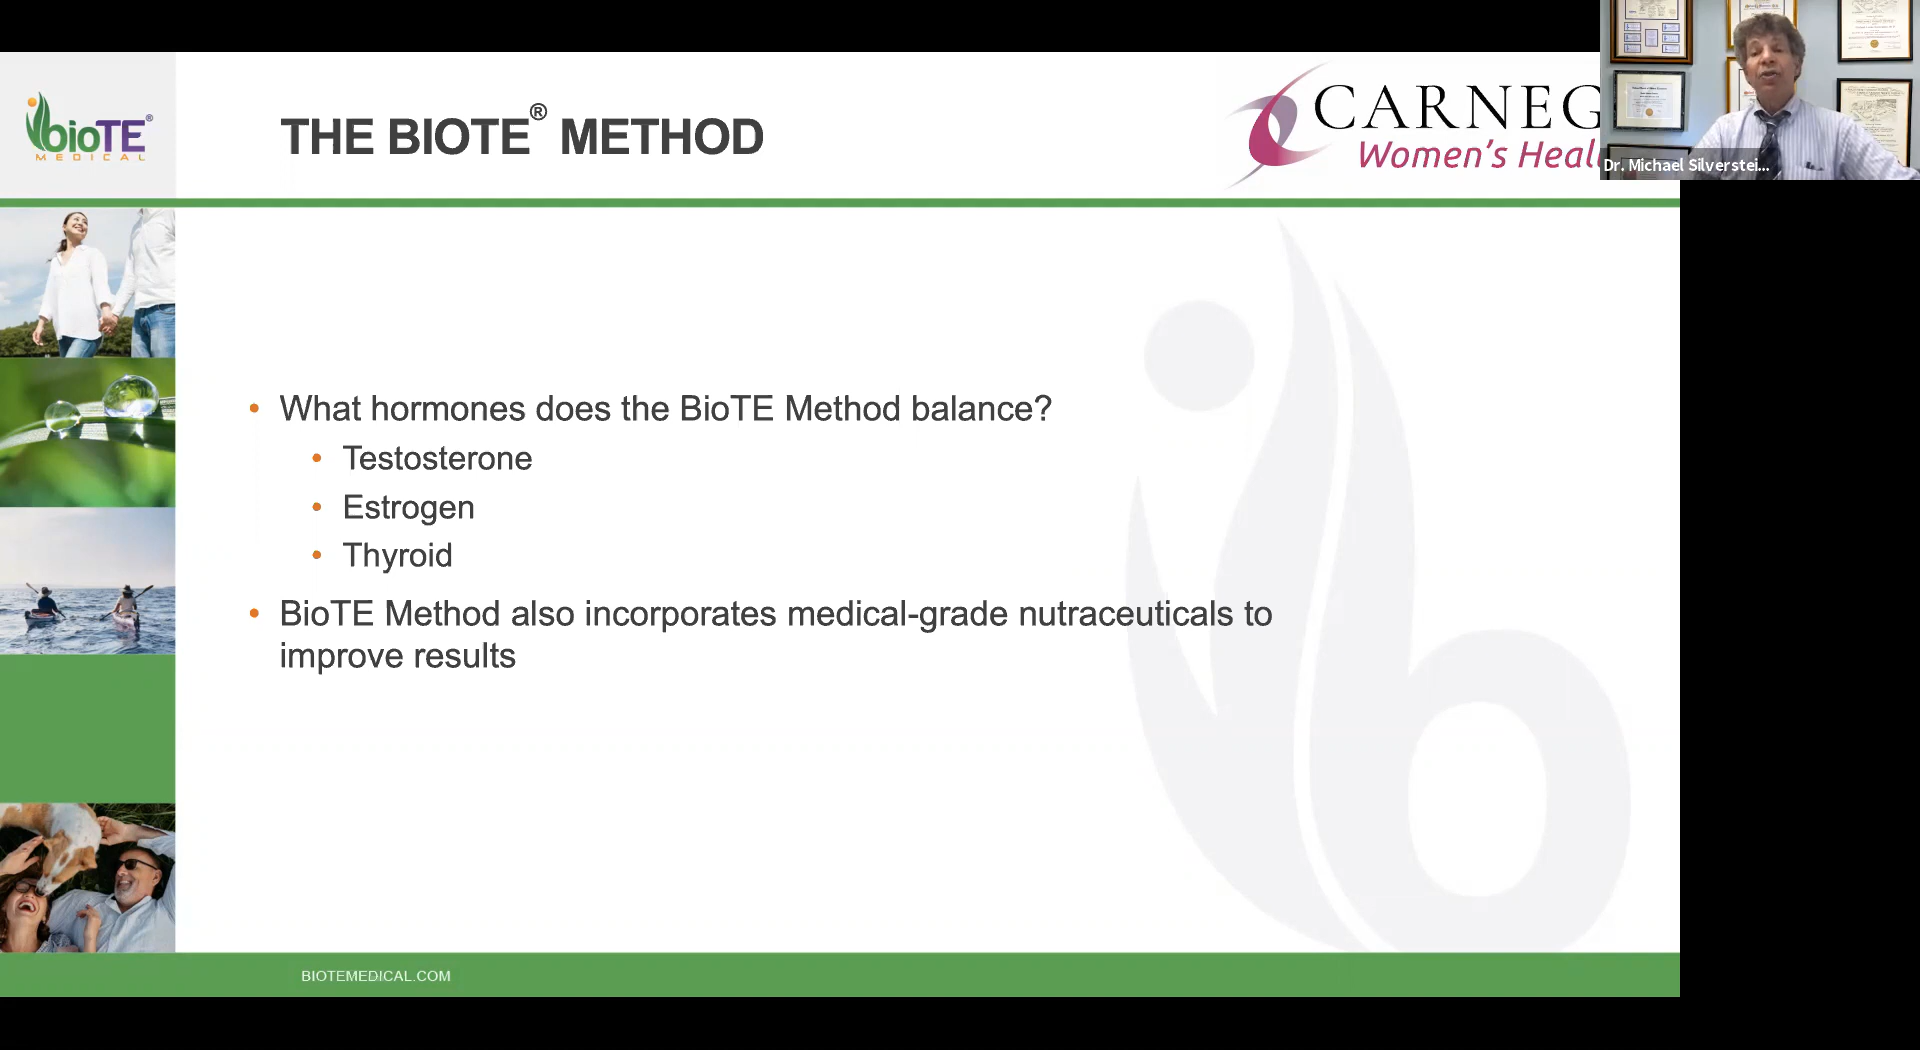 bioTE®
MEDICAL
THE BIOTE® METHOD
CARNEG
Women's Heal
Dr. Michael Silverstei...
• What hormones does the BioTE Method balance?
• Testosterone
• Estrogen
• Thyroid
• BioTE Method also incorporates medical-grade nutraceuticals to
improve results
BIOTEMEDICAL.COM